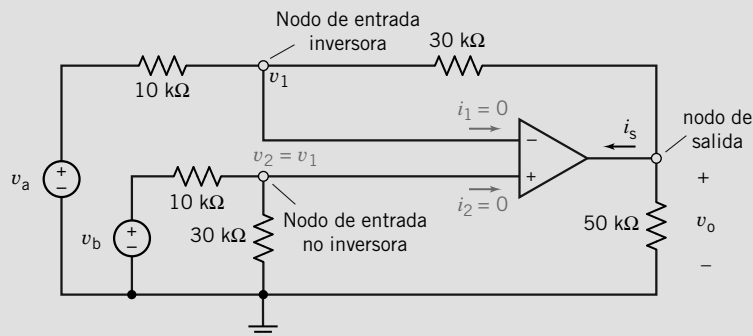 Nodo de entrada
inversora
30 kΩ
10 kΩ
v1
i1 = 0
is
nodo de
salida
−
v2 = v1
+
+
−
va
10 kΩ
i2 = 0
+
+
−
vb
30 kΩ
Nodo de entrada
no inversora
50 kΩ
vo
−